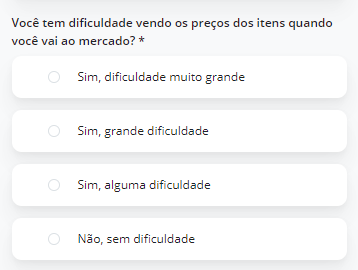 Você tem dificuldade vendo os preços dos itens quando
você vai ao mercado? *
Sim, dificuldade muito grande
Sim, grande dificuldade
Sim, alguma dificuldade
Não, sem dificuldade